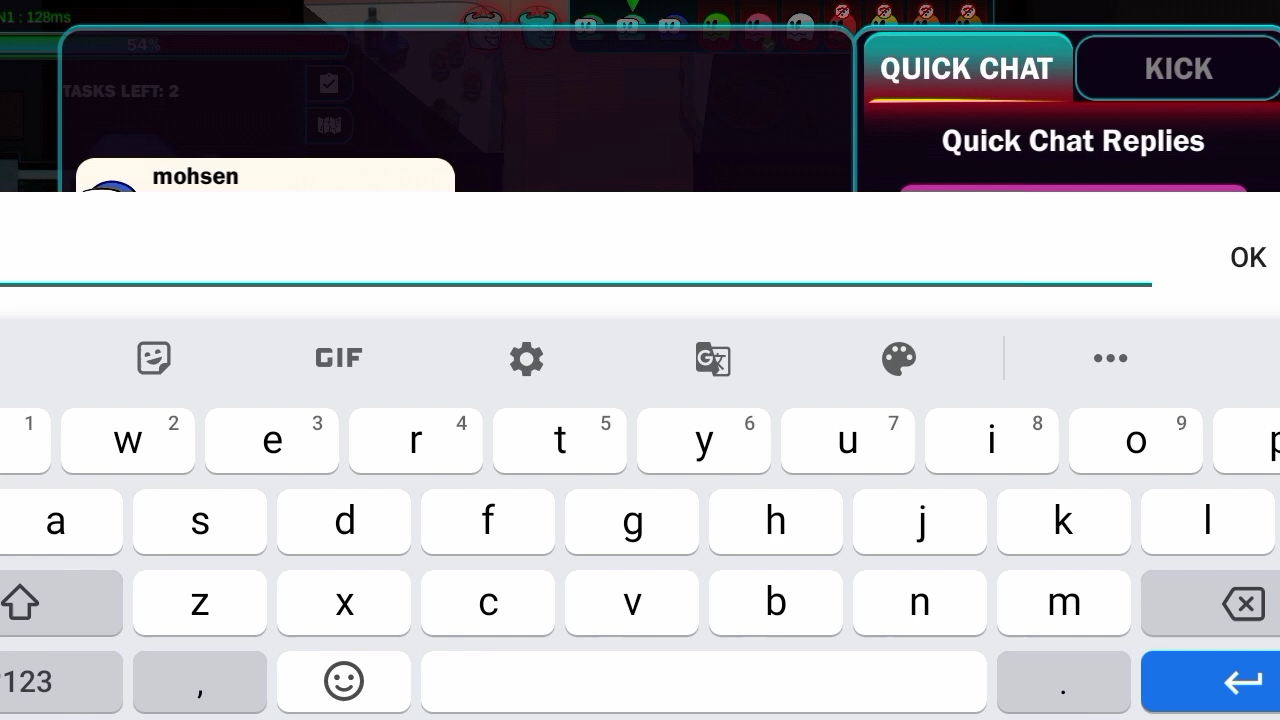 N1 : 128ms
54%
QUICK CHAT
KICK
TASKS LEFT: 2
Quick Chat Replies
mohsen
OK
GIF
1 w 2 e 3 r 4 t 5 y 6 u 7 i 8 o 9 p
a s d f g h j k l
z x c v b n m
123 , .